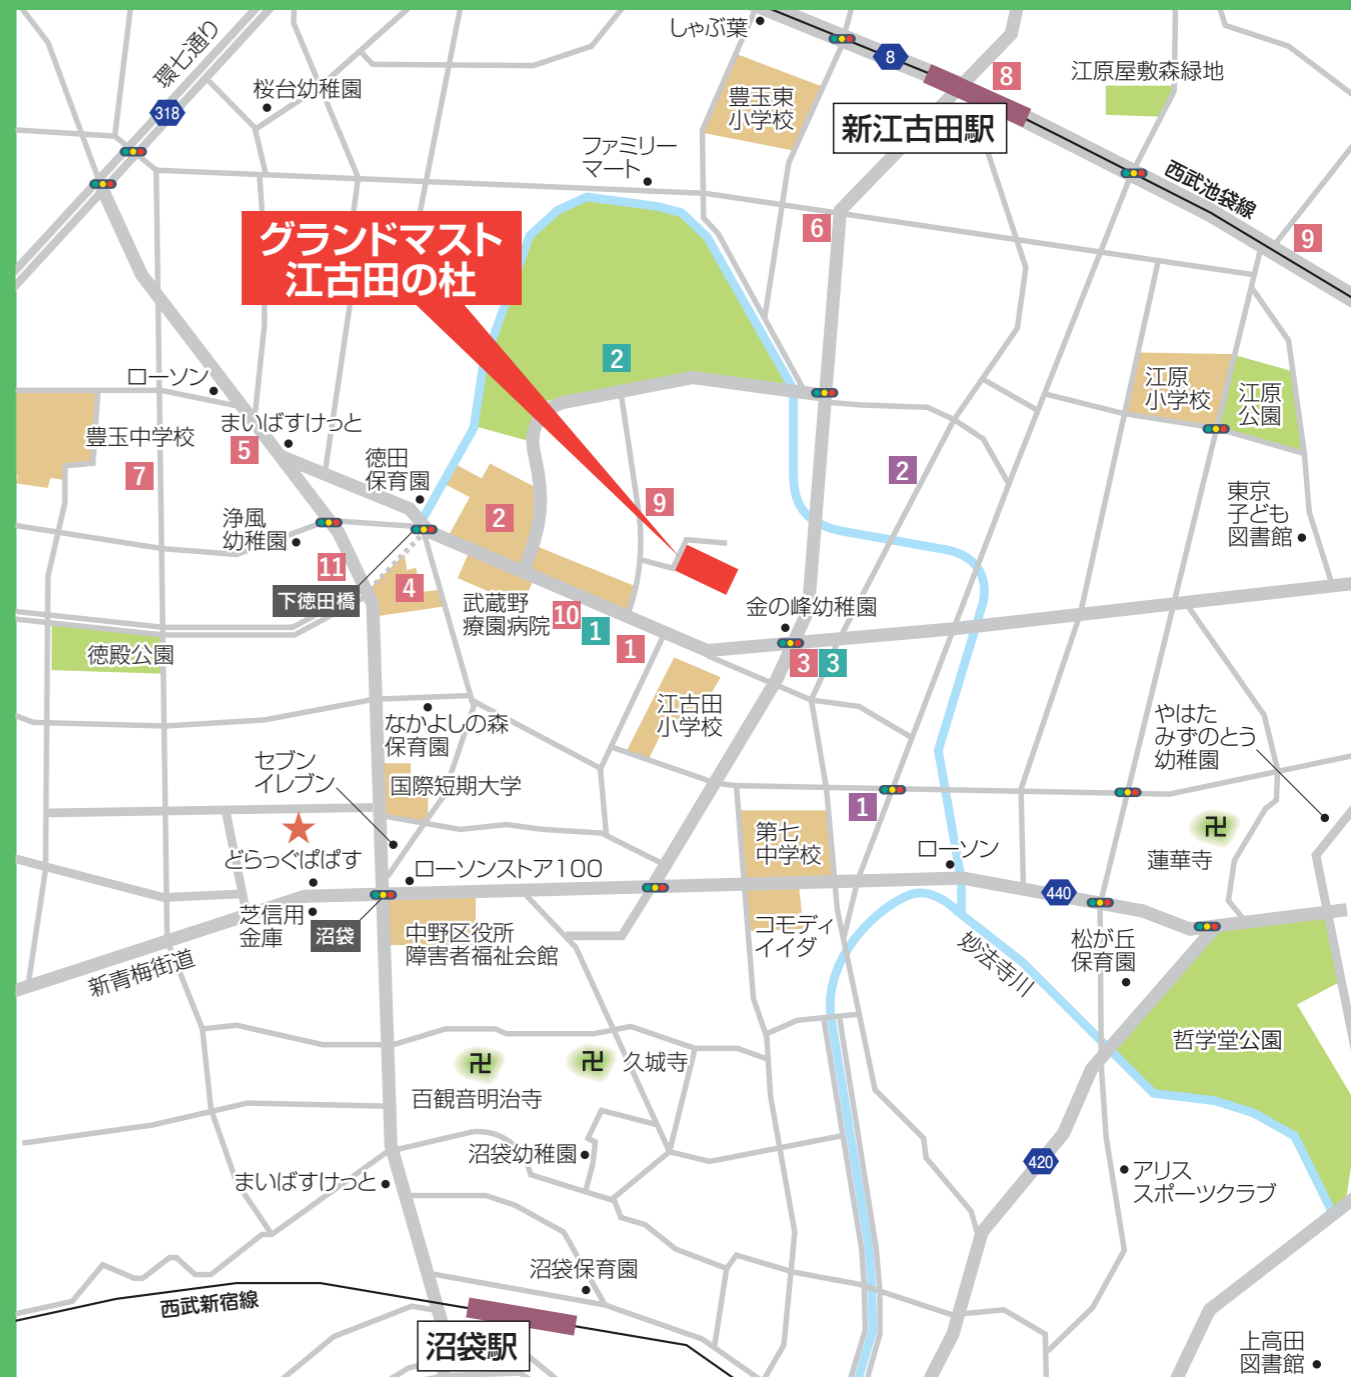 しゃぶ葉
8
8
環七通り
桜台幼稚園
318
豊玉東
小学校
新江古田駅
江原屋敷森緑地
ファミリー
マート
西武池袋線
6
9
グランドマスト
江古田の杜
2
ローソン
江原
小学校
江原
公園
まいばすけっと
豊玉中学校
5
7
徳田
保育園
2
9
2
東京
子ども
図書館
浄風
幼稚園
11
4
下徳田橋
武蔵野
療園病院
10
1
1
金の峰幼稚園
3
3
徳殿公園
江古田
小学校
なかよしの森
保育園
やはた
みずのとう
幼稚園
セブン
イレブン
国際短期大学
1
第七
中学校
蓮華寺
どらっぐぱぱす
ローソンストア100
ローソン
440
芝信用
金庫
沼袋
中野区役所
障害者福祉会館
コモディ
イイダ
松が丘
保育園
新青梅街道
妙法寺川
哲学堂公園
卍
卍
卍
久城寺
百観音明治寺
沼袋幼稚園
まいばすけっと
420
アリス
スポーツクラブ
沼袋保育園
西武新宿線
沼袋駅
上高田
図書館